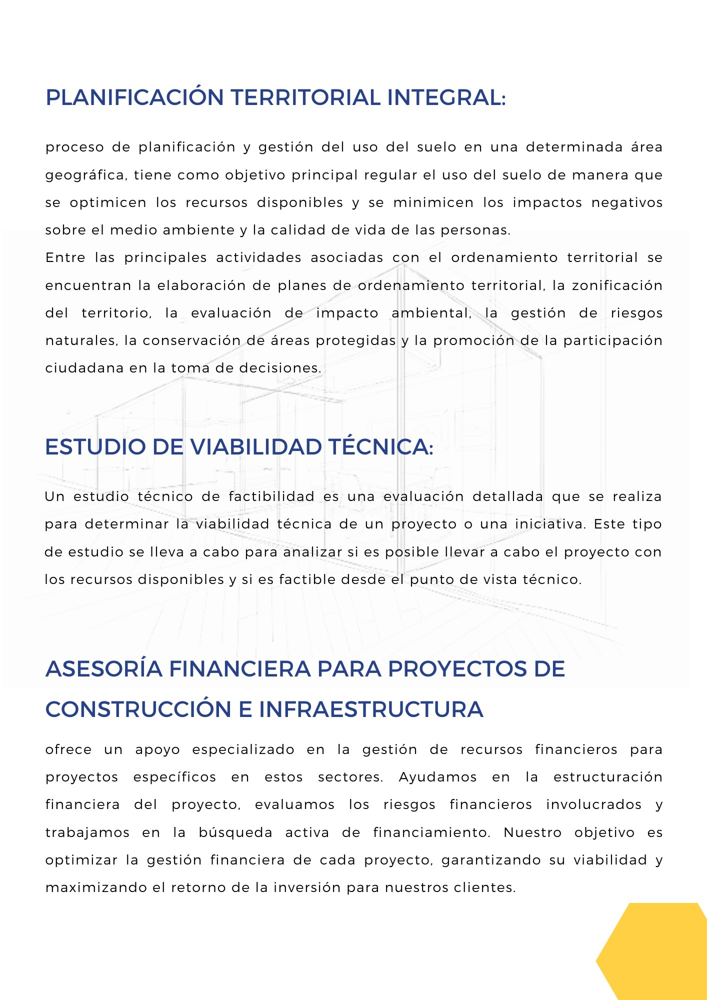 PLANIFICACIÓN TERRITORIAL INTEGRAL:
proceso de planificación y gestión del uso del suelo en una determinada área
geográfica, tiene como objetivo principal regular el uso del suelo de manera que
se optimicen los recursos disponibles y se minimicen los impactos negativos
sobre el medio ambiente y la calidad de vida de las personas.
Entre las principales actividades asociadas con el ordenamiento territorial se
encuentran la elaboración de planes de ordenamiento territorial, la zonificación
del territorio, la evaluación de impacto ambiental, la gestión de riesgos
naturales, la conservación de áreas protegidas y la promoción de la participación
ciudadana en la toma de decisiones.
ESTUDIO DE VIABILIDAD TÉCNICA:
Un estudio técnico de factibilidad es una evaluación detallada que se realiza
para determinar la viabilidad técnica de un proyecto o una iniciativa. Este tipo
de estudio se lleva a cabo para analizar si es posible llevar a cabo el proyecto con
los recursos disponibles y si es factible desde el punto de vista técnico.
ASESORÍA FINANCIERA PARA PROYECTOS DE
CONSTRUCCIÓN E INFRAESTRUCTURA
ofrece un apoyo especializado en la gestión de recursos financieros para
proyectos específicos en estos sectores. Ayudamos en la estructuración
financiera del proyecto, evaluamos los riesgos financieros involucrados y
trabajamos en la búsqueda activa de financiamiento. Nuestro objetivo es
optimizar la gestión financiera de cada proyecto, garantizando su viabilidad y
maximizando el retorno de la inversión para nuestros clientes.